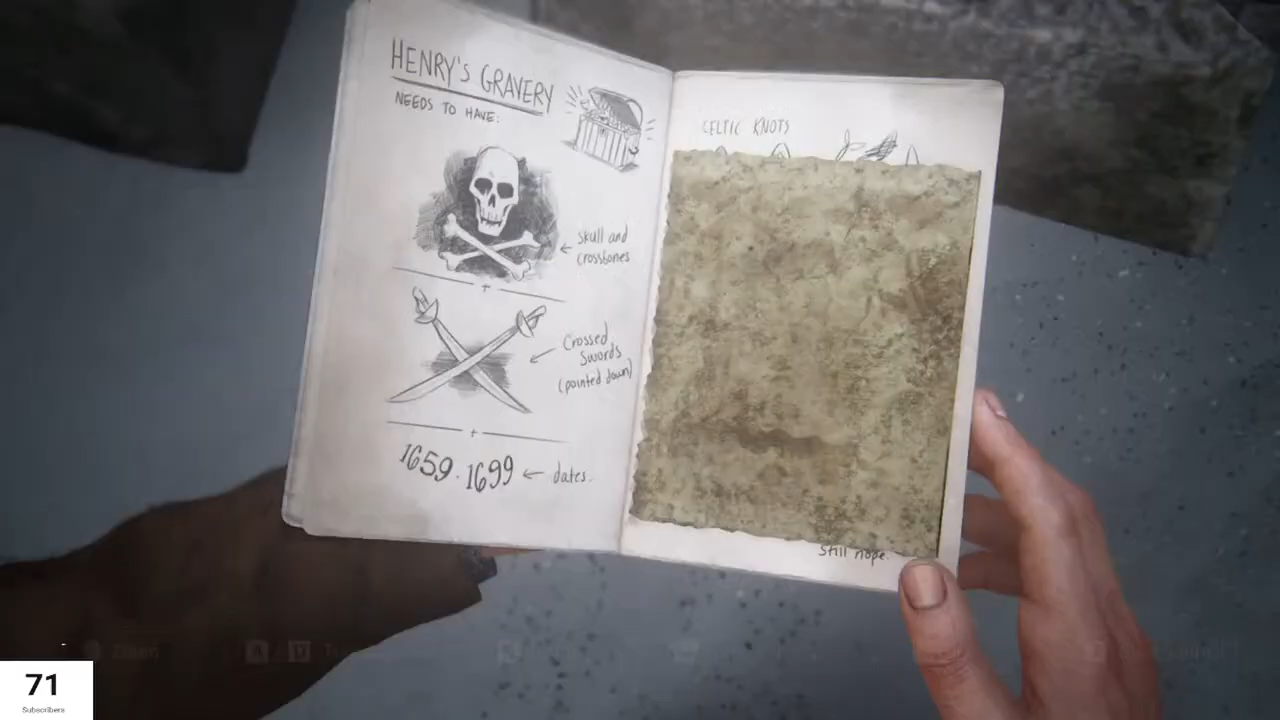 HENRY'S GRAVERY
NEEDS TO HAVE:
skull and
crossbones
Crossed
swords
(pointed down)
1659 · 1699 ← dates.
CELTIC KNOTS
still nope.
71
Subscribers